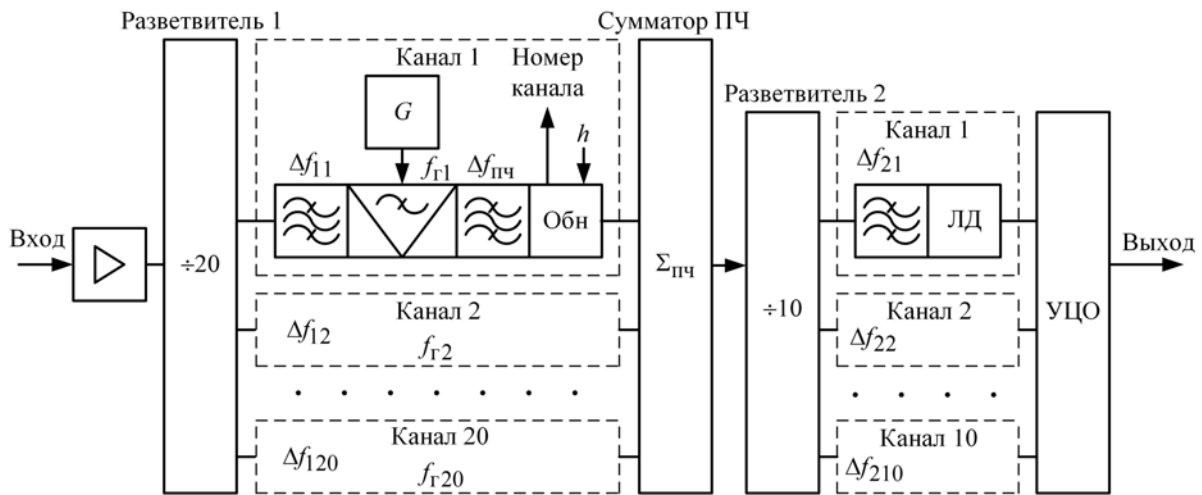 Разветвитель 1
Сумматор ПЧ
Канал 1
Номер
канала
G
h
Δf11
fг1
Δfпч
Обн
Вход
÷20
Канал 2
Δf12
fг2
. . . . . . .
Канал 20
Δf120
fг20
Σпч
Разветвитель 2
÷10
Канал 1
Δf21
ЛД
Канал 2
Δf22
. . . .
Канал 10
Δf210
УЦО
Выход